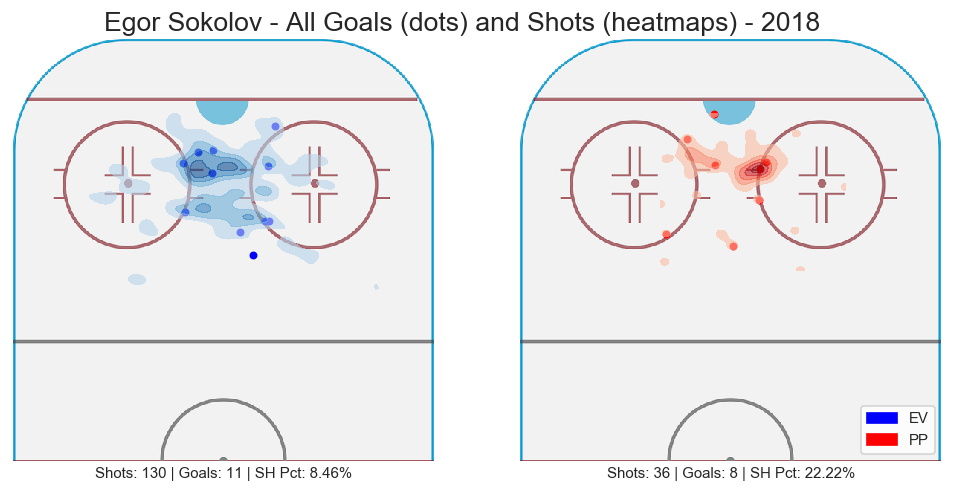 Egor Sokolov - All Goals (dots) and Shots (heatmaps) - 2018
EV
PP
Shots: 130 | Goals: 11 | SH Pct: 8.46%
Shots: 36 | Goals: 8 | SH Pct: 22.22%